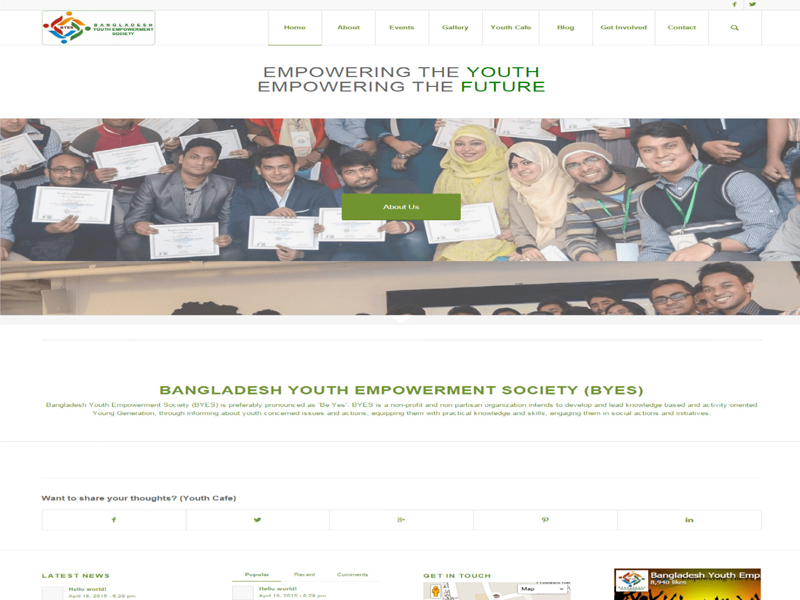 BYES
BANGLADESH
YOUTH EMPOWERMENT
SOCIETY
Home
About
Events
Gallery
Youth Cafe
Blog
Get Involved
Contact
EMPOWERING THE YOUTH
EMPOWERING THE FUTURE
About Us
BANGLADESH YOUTH EMPOWERMENT SOCIETY (BYES)
Bangladesh Youth Empowerment Society (BYES) is preferably pronounced as 'Be Yes'. BYES is a non-profit and non partisan organization intends to develop and lead knowledge based and activity oriented
Young Generation, through informing about youth concerned issues and actions, equipping them with practical knowledge and skills, engaging them in social actions and initiatives.
Want to share your thoughts? (Youth Cafe)
LATEST NEWS
Hello world!
April 18, 2015 - 6:29 pm
Popular
Recent
Comments
Hello world!
April 18, 2015 - 6:29 pm
GET IN TOUCH
Map
Bangladesh Youth Emp
8,940 likes